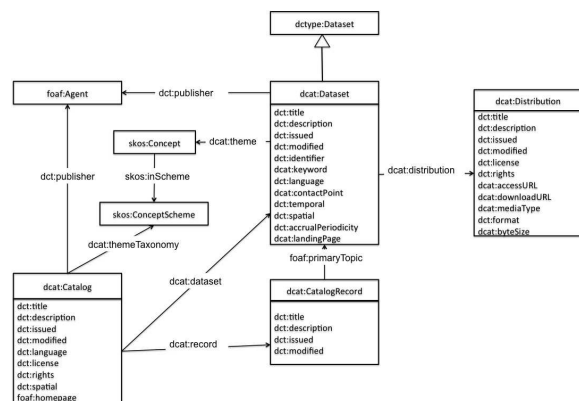 dctype:Dataset
foaf:Agent
dct:publisher
dcat:Dataset
dct:title
dct:description
dct:issued
dct:modified
dct:identifier
dcat:keyword
dct:language
dcat:contactPoint
dct:temporal
dct:spatial
dct:accrualPeriodicity
dcat:landingPage
dcat:Distribution
dct:title
dct:description
dct:issued
dct:modified
dct:license
dct:rights
dcat:accessURL
dcat:downloadURL
dcat:mediaType
dct:format
dcat:byteSize
skos:Concept
dcat:theme
dcat:distribution
dct:publisher
skos:inScheme
skos:ConceptScheme
dcat:themeTaxonomy
foaf:primaryTopic
dcat:dataset
dcat:Catalog
dct:title
dct:description
dct:issued
dct:modified
dct:language
dct:license
dct:rights
dct:spatial
foaf:homepage
dcat:record
dcat:CatalogRecord
dct:title
dct:description
dct:issued
dct:modified